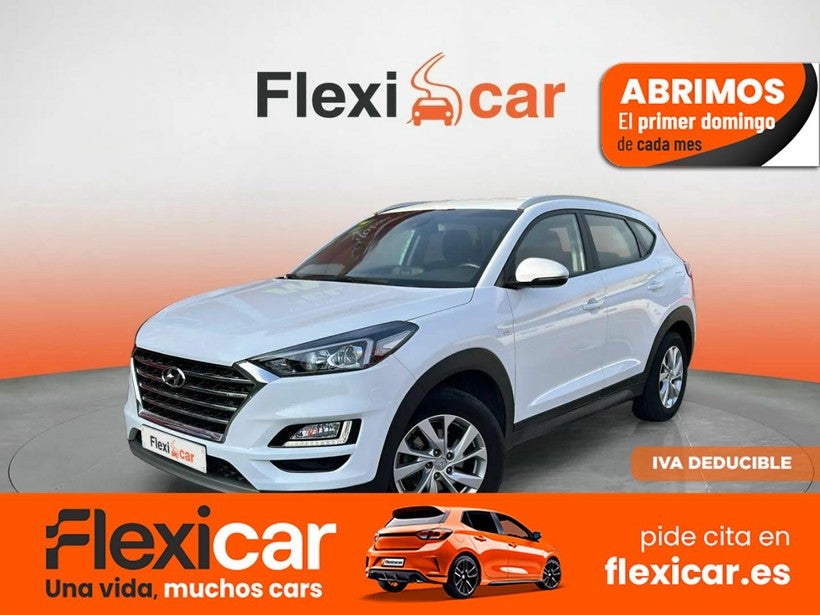 Flexicar
ABRIMOS
El primer domingo
de cada mes
Flexicar
IVA DEDUCIBLE
Flexicar
Una vida, muchos cars
pide cita en
flexicar.es